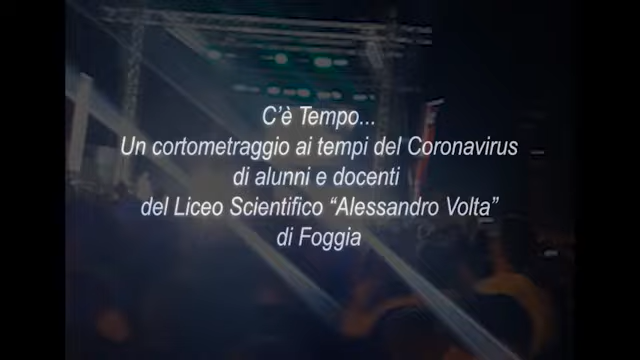 C'è Tempo...
Un cortometraggio ai tempi del Coronavirus
di alunni e docenti
del Liceo Scientifico “Alessandro Volta”
di Foggia